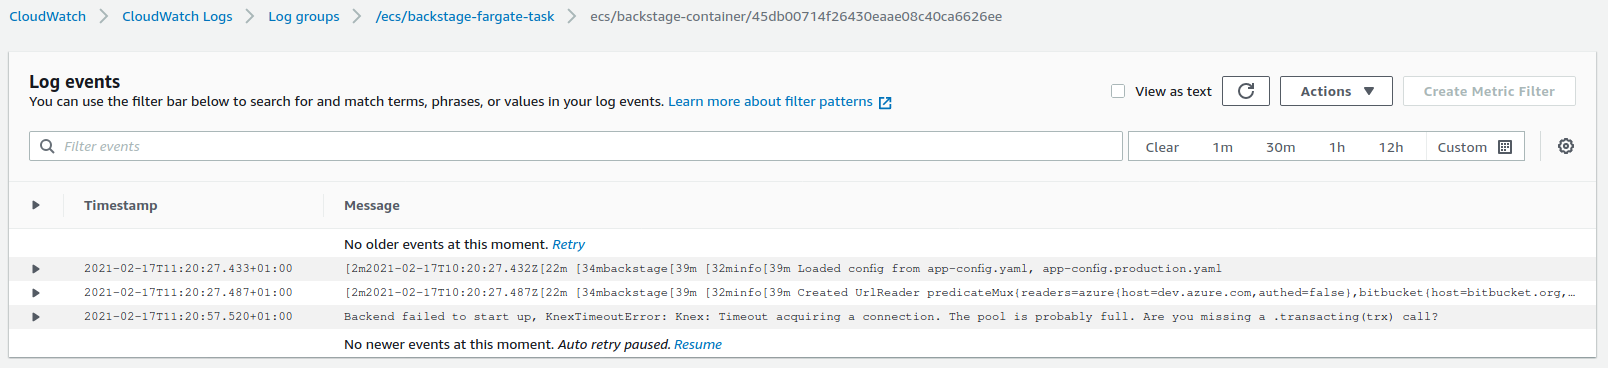 CloudWatch CloudWatch Logs Log groups /ecs/backstage-fargate-task ecs/backstage-container/45db00714f26430eaae08c40ca6626ee
Log events
You can use the filter bar below to search for and match terms, phrases, or values in your log events. Learn more about filter patterns
View as text Actions Create Metric Filter
Filter events Clear 1m 30m 1h 12h Custom
Timestamp Message
No older events at this moment. Retry
2021-02-17T11:20:27.433+01:00 [2m2021-02-17T10:20:27.432Z[22m [34mbackstage[39m [32minfo[39m Loaded config from app-config.yaml, app-config.production.yaml
2021-02-17T11:20:27.487+01:00 [2m2021-02-17T10:20:27.487Z[22m [34mbackstage[39m [32minfo[39m Created UrlReader predicateMux{readers=azure{host=dev.azure.com,authed=false},bitbucket{host=bitbucket.org,…
2021-02-17T11:20:57.520+01:00 Backend failed to start up, KnexTimeoutError: Knex: Timeout acquiring a connection. The pool is probably full. Are you missing a .transacting(trx) call?
No newer events at this moment. Auto retry paused. Resume